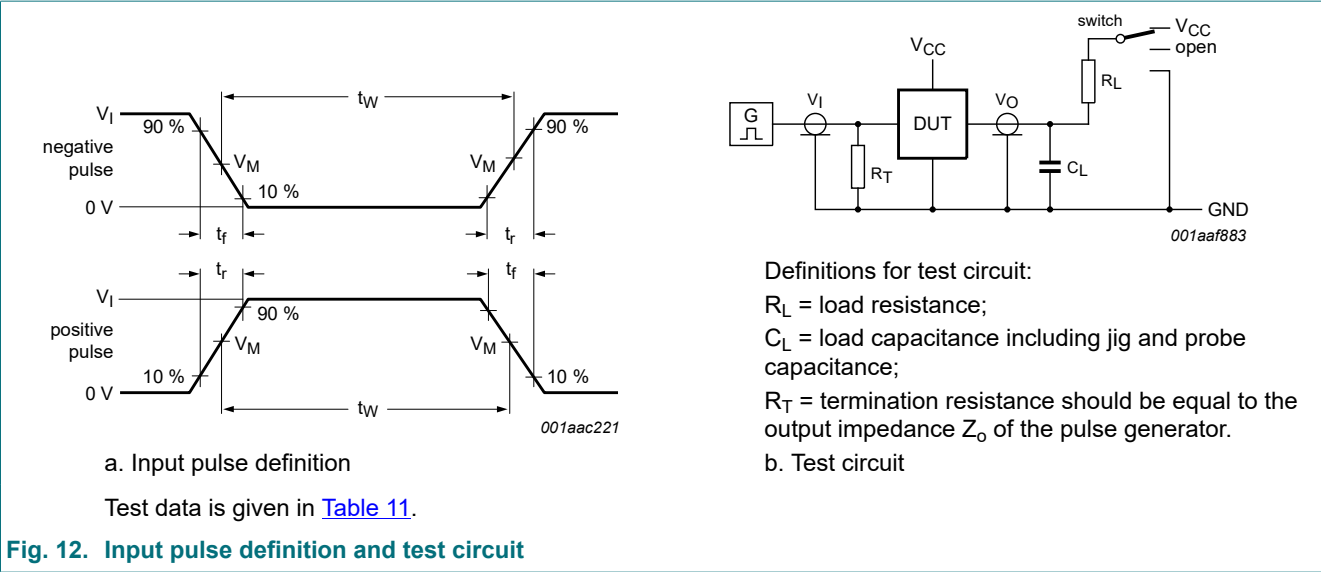 V_I
90 %
t_W
90 %
negative
pulse
V_M
V_M
10 %
0 V
t_f
t_r
t_r
t_f
V_I
90 %
positive
pulse
V_M
V_M
10 %
10 %
0 V
t_W
001aac221
a. Input pulse definition
Test data is given in Table 11.
switch
V_CC
open
V_CC
R_L
G
V_I
DUT
V_O
R_T
C_L
GND
001aaf883
Definitions for test circuit:
R_L = load resistance;
C_L = load capacitance including jig and probe
capacitance;
R_T = termination resistance should be equal to the
output impedance Z_o of the pulse generator.
b. Test circuit
Fig. 12. Input pulse definition and test circuit